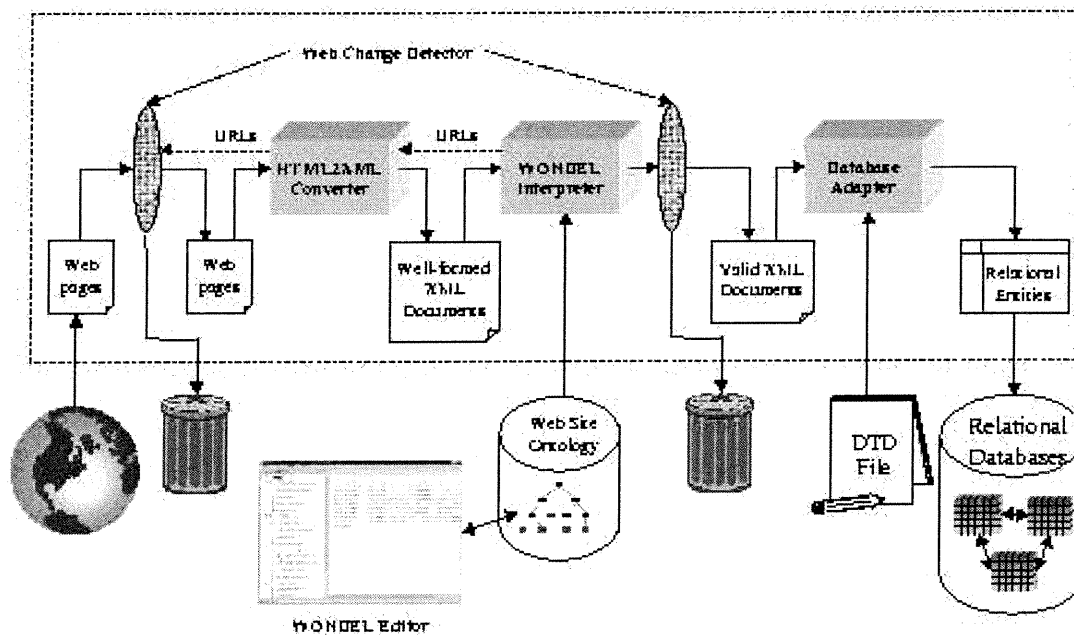 Web Change Detector
URLs
URLs
HTML2XML
Converter
WONDEL
Interpreter
Database
Adapter
Web
pages
Web
pages
Well-formed
XML
Documents
Valid XML
Documents
Relational
Entities
Web Site
Ontology
DTD
File
Relational
Databases
WONDEL Editor